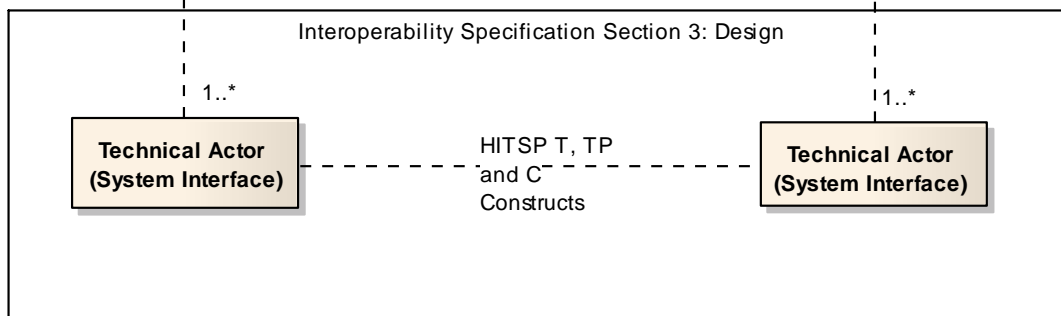 Interoperability Specification Section 3: Design
1..*
1..*
Technical Actor
(System Interface)
HITSP T, TP
and C
Constructs
Technical Actor
(System Interface)